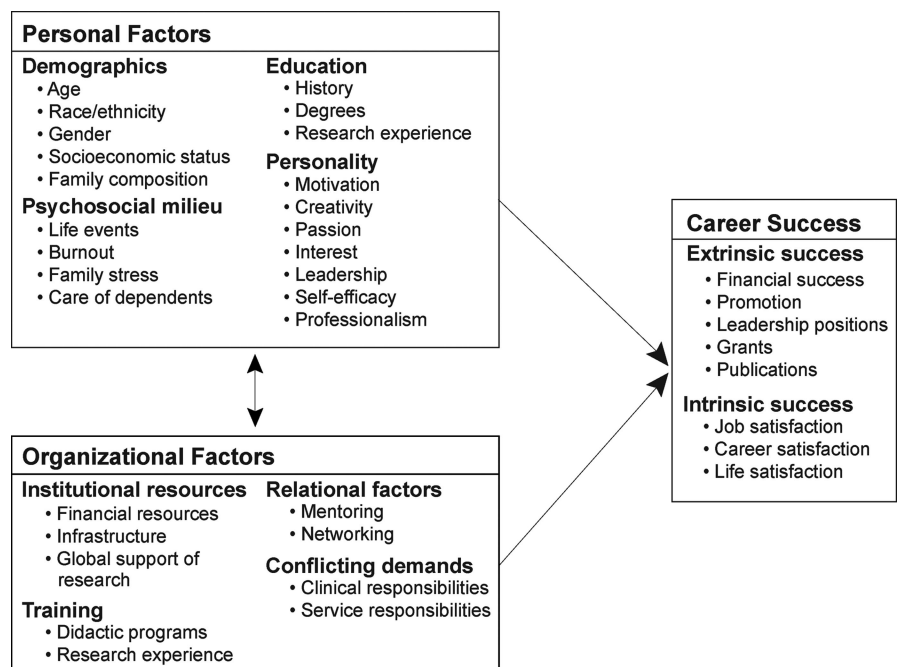 Personal Factors
Demographics
• Age
• Race/ethnicity
• Gender
• Socioeconomic status
• Family composition
Psychosocial milieu
• Life events
• Burnout
• Family stress
• Care of dependents
Education
• History
• Degrees
• Research experience
Personality
• Motivation
• Creativity
• Passion
• Interest
• Leadership
• Self-efficacy
• Professionalism
Organizational Factors
Institutional resources
• Financial resources
• Infrastructure
• Global support of
research
Training
• Didactic programs
• Research experience
Relational factors
• Mentoring
• Networking
Conflicting demands
• Clinical responsibilities
• Service responsibilities
Career Success
Extrinsic success
• Financial success
• Promotion
• Leadership positions
• Grants
• Publications
Intrinsic success
• Job satisfaction
• Career satisfaction
• Life satisfaction